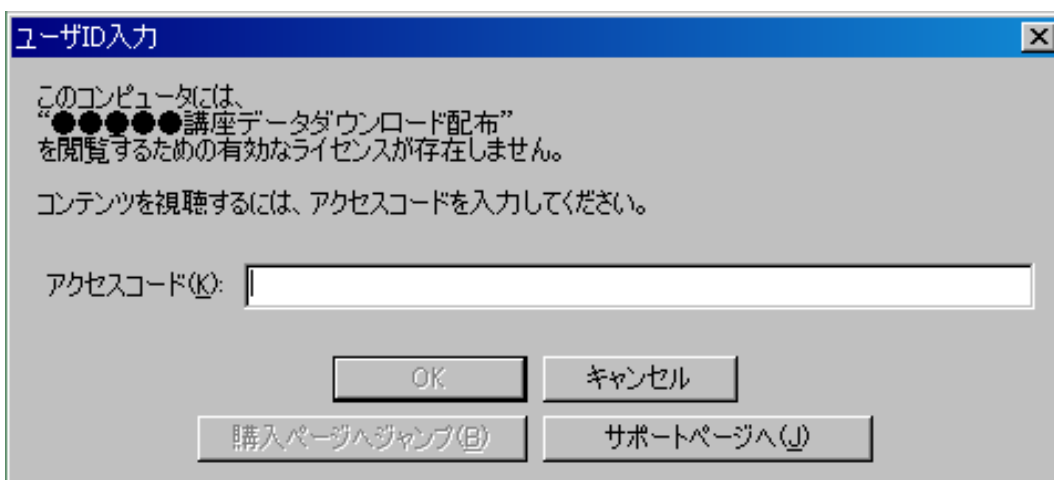 ユーザID入力
このコンピュータには、
“●●●●●講座データダウンロード配布”
を閲覧するための有効なライセンスが存在しません。
コンテンツを視聴するには、アクセスコードを入力してください。
アクセスコード(K):
OK キャンセル
購入ページへジャンプ(B) サポートページへ(J)